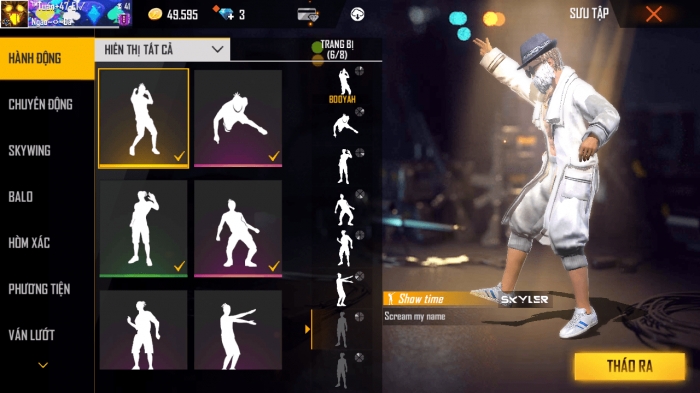 41
49.595
3
SƯU TẬP
HÀNH ĐỘNG
HIỂN THỊ TẤT CẢ
TRANG BỊ
(6/8)
BOOYAH
CHUYỂN ĐỘNG
SKYWING
BALO
HÒM XÁC
PHƯƠNG TIỆN
VÁN LƯỚT
Show time
SKYLER
Scream my name
THÁO RA